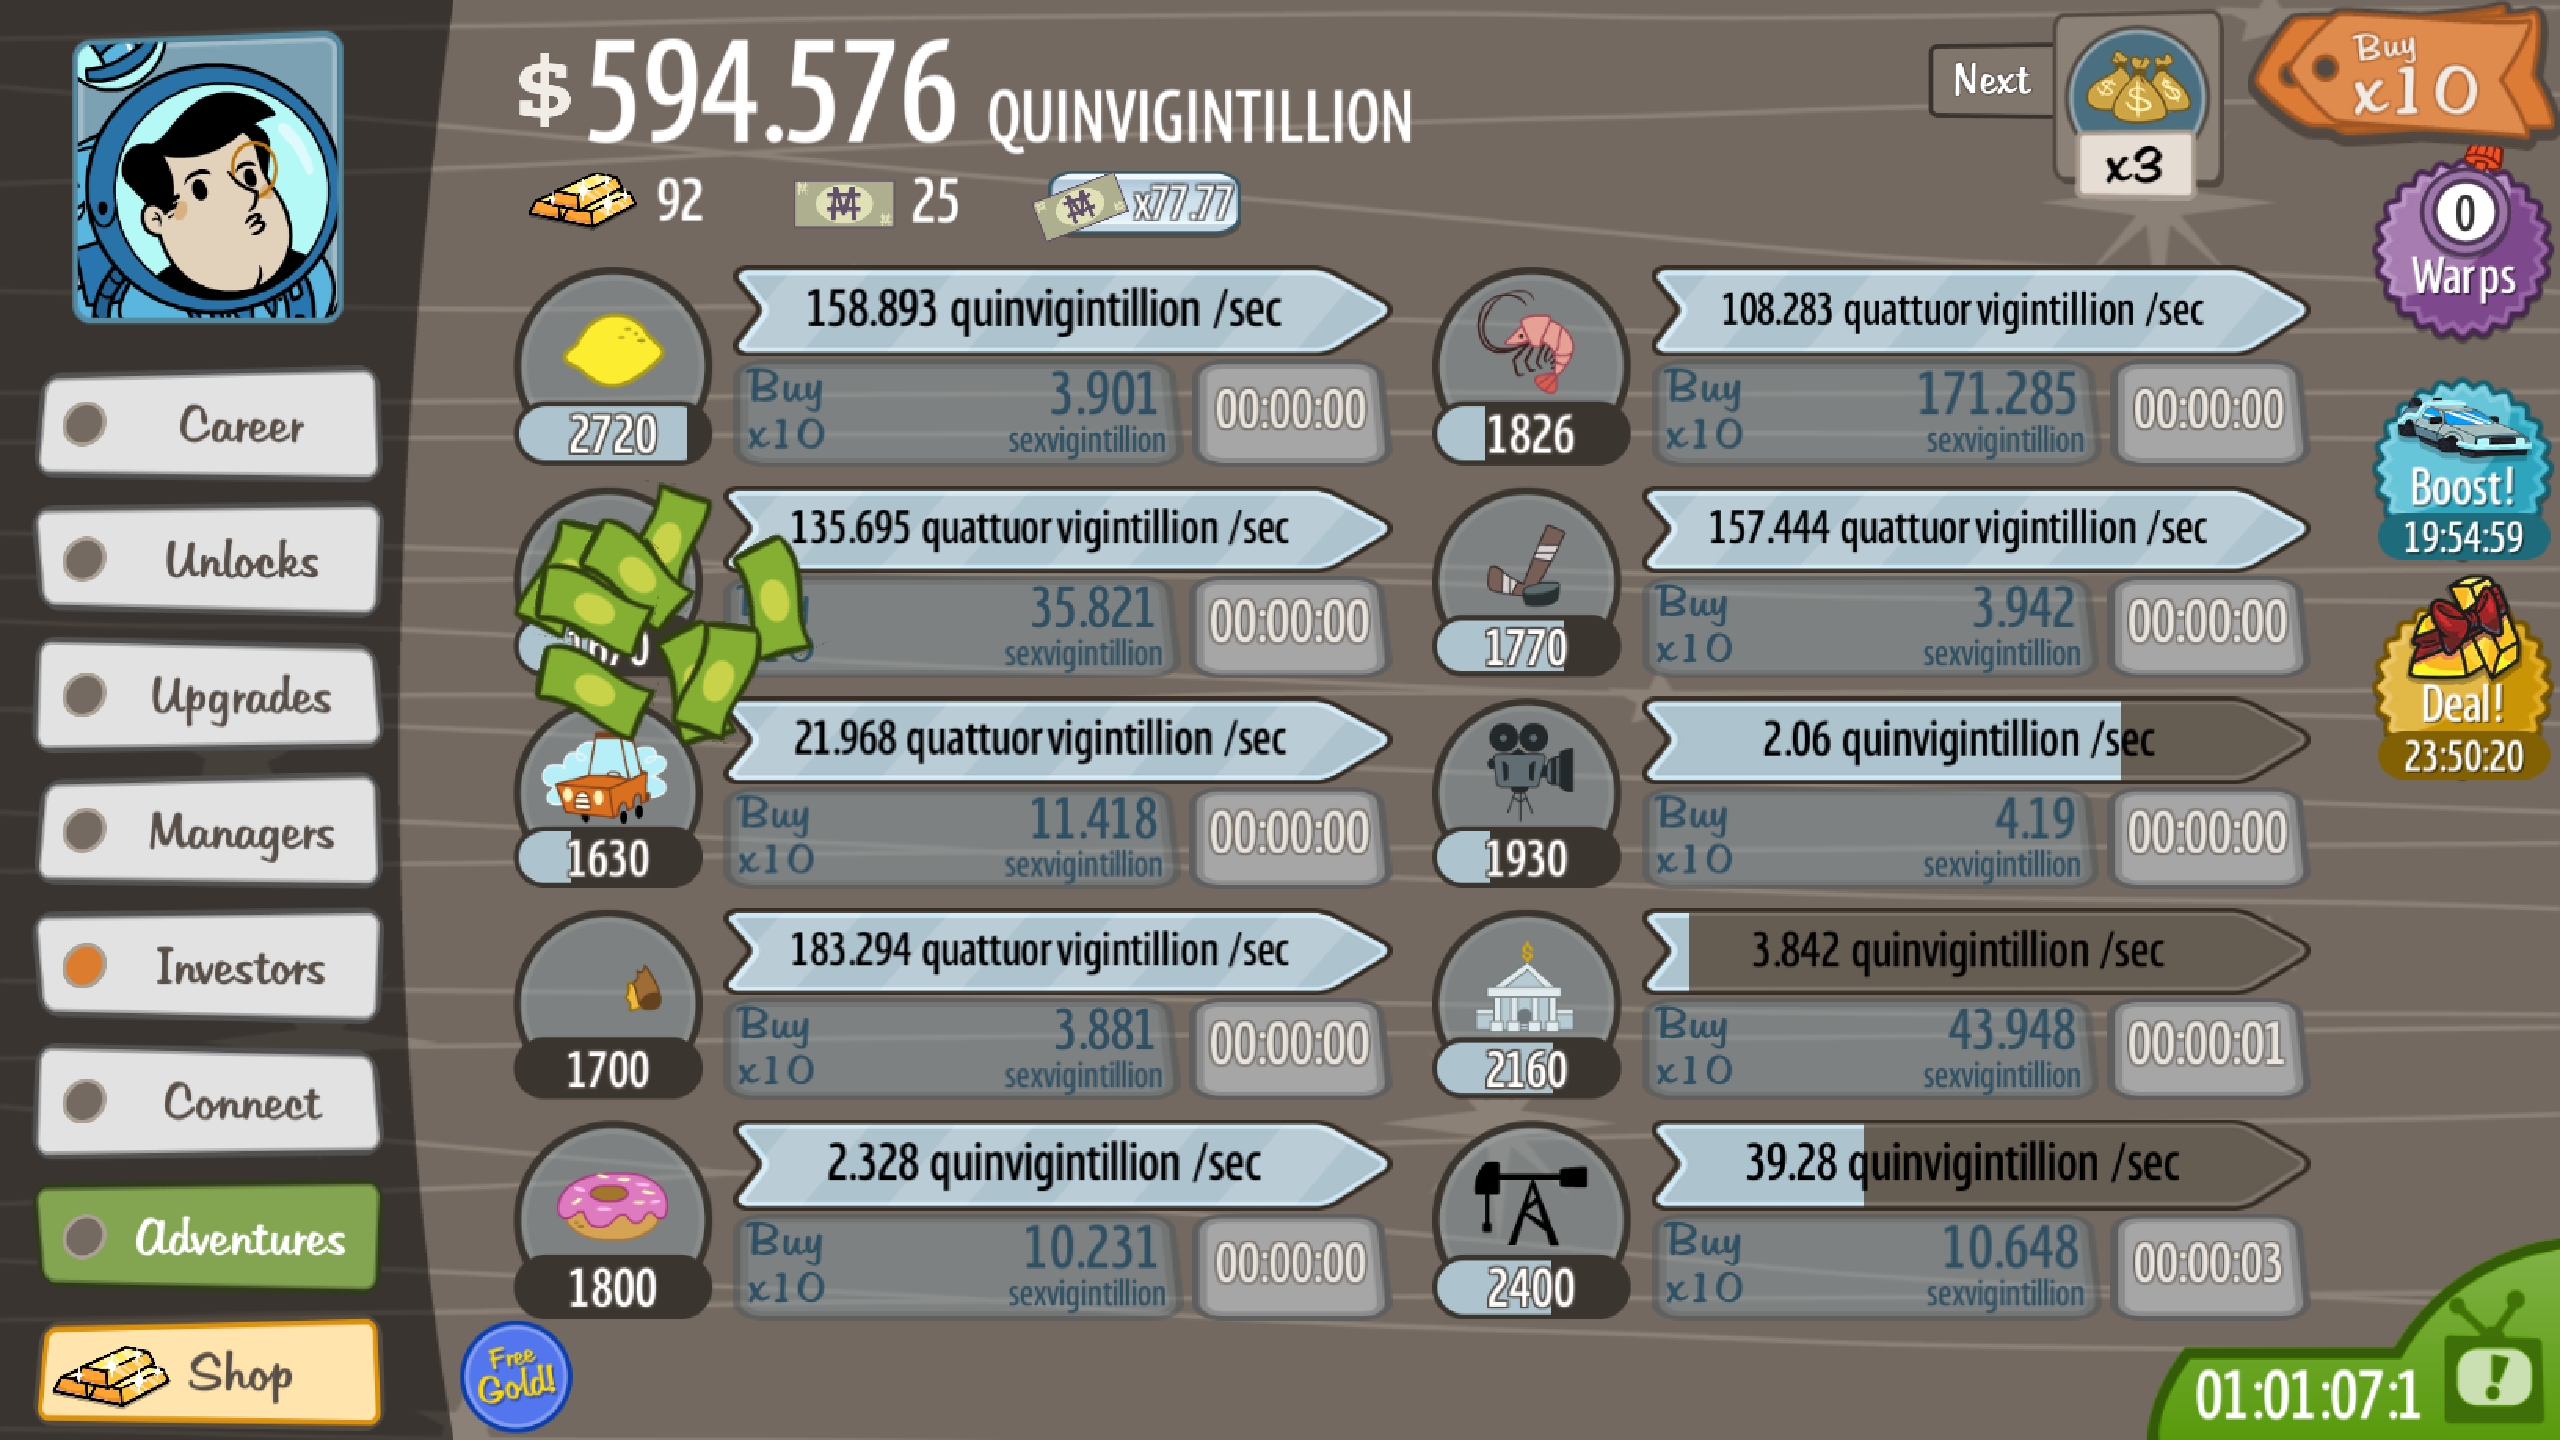 $594.576 QUINVIGINTILLION
92
25
x77.77
Next
x3
Buy
x10
0
Warps
Boost!
19:54:59
Deal!
23:50:20
Career
Unlocks
Upgrades
Managers
Investors
Connect
Adventures
Shop
158.893 quinvigintillion /sec
2720
Buy
x10
3.901
sexvigintillion
00:00:00
108.283 quattuorvigintillion /sec
1826
Buy
x10
171.285
sexvigintillion
00:00:00
135.695 quattuorvigintillion /sec
35.821
sexvigintillion
00:00:00
157.444 quattuorvigintillion /sec
1770
Buy
x10
3.942
sexvigintillion
00:00:00
21.968 quattuorvigintillion /sec
1630
Buy
x10
11.418
sexvigintillion
00:00:00
2.06 quinvigintillion /sec
1930
Buy
x10
4.19
sexvigintillion
00:00:00
183.294 quattuorvigintillion /sec
1700
Buy
x10
3.881
sexvigintillion
00:00:00
3.842 quinvigintillion /sec
2160
Buy
x10
43.948
sexvigintillion
00:00:01
2.328 quinvigintillion /sec
1800
Buy
x10
10.231
sexvigintillion
00:00:00
39.28 quinvigintillion /sec
2400
Buy
x10
10.648
sexvigintillion
00:00:03
Free
Gold!
01:01:07:1